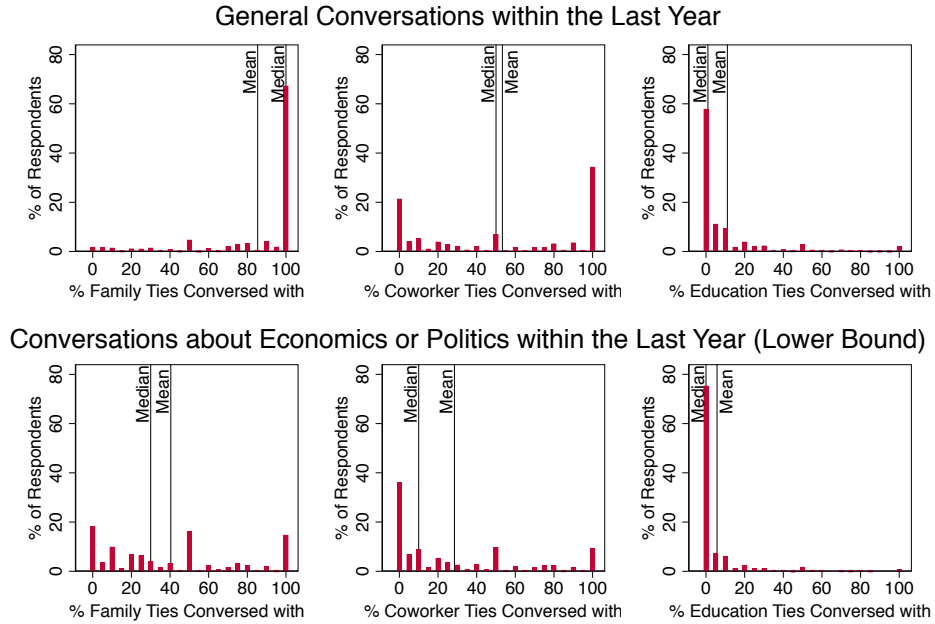 General Conversations within the Last Year
% of Respondents
0 20 40 60 80
Mean
Median
0 20 40 60 80 100
% Family Ties Conversed with
% of Respondents
0 20 40 60 80
Median
Mean
0 20 40 60 80 100
% Coworker Ties Conversed with
% of Respondents
0 20 40 60 80
Median
Mean
0 20 40 60 80 100
% Education Ties Conversed with
Conversations about Economics or Politics within the Last Year (Lower Bound)
% of Respondents
0 20 40 60 80
Median
Mean
0 20 40 60 80 100
% Family Ties Conversed with
% of Respondents
0 20 40 60 80
Median
Mean
0 20 40 60 80 100
% Coworker Ties Conversed with
% of Respondents
0 20 40 60 80
Median
Mean
0 20 40 60 80 100
% Education Ties Conversed with